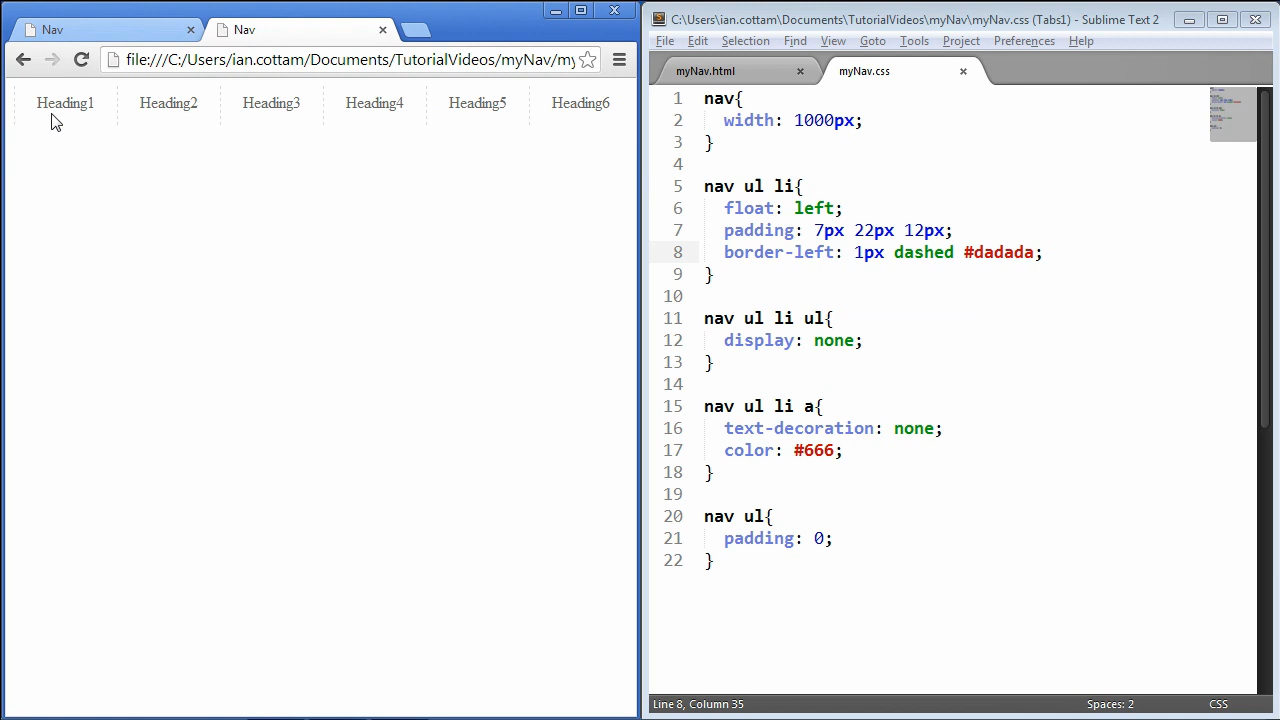 Nav
Nav
file:///C:/Users/ian.cottam/Documents/TutorialVideos/myNav/my
Heading1 Heading2 Heading3 Heading4 Heading5 Heading6
C:\Users\ian.cottam\Documents\TutorialVideos\myNav\myNav.css (Tabs1) - Sublime Text 2
File Edit Selection Find View Goto Tools Project Preferences Help
myNav.html
myNav.css
1 nav{
2 width: 1000px;
3 }
4
5 nav ul li{
6 float: left;
7 padding: 7px 22px 12px;
8 border-left: 1px dashed #dadada;
9 }
10
11 nav ul li ul{
12 display: none;
13 }
14
15 nav ul li a{
16 text-decoration: none;
17 color: #666;
18 }
19
20 nav ul{
21 padding: 0;
22 }
Line 8, Column 35
Spaces: 2
CSS